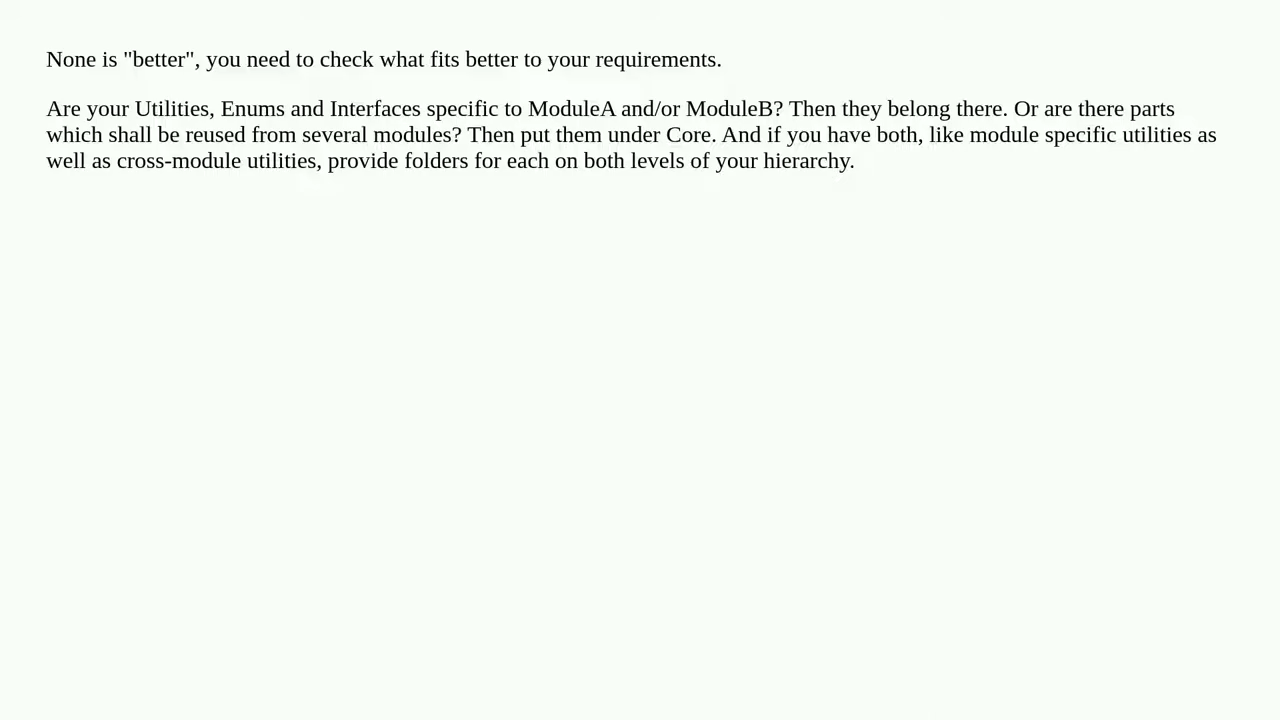 None is "better", you need to check what fits better to your requirements.
Are your Utilities, Enums and Interfaces specific to ModuleA and/or ModuleB? Then they belong there. Or are there parts
which shall be reused from several modules? Then put them under Core. And if you have both, like module specific utilities as
well as cross-module utilities, provide folders for each on both levels of your hierarchy.